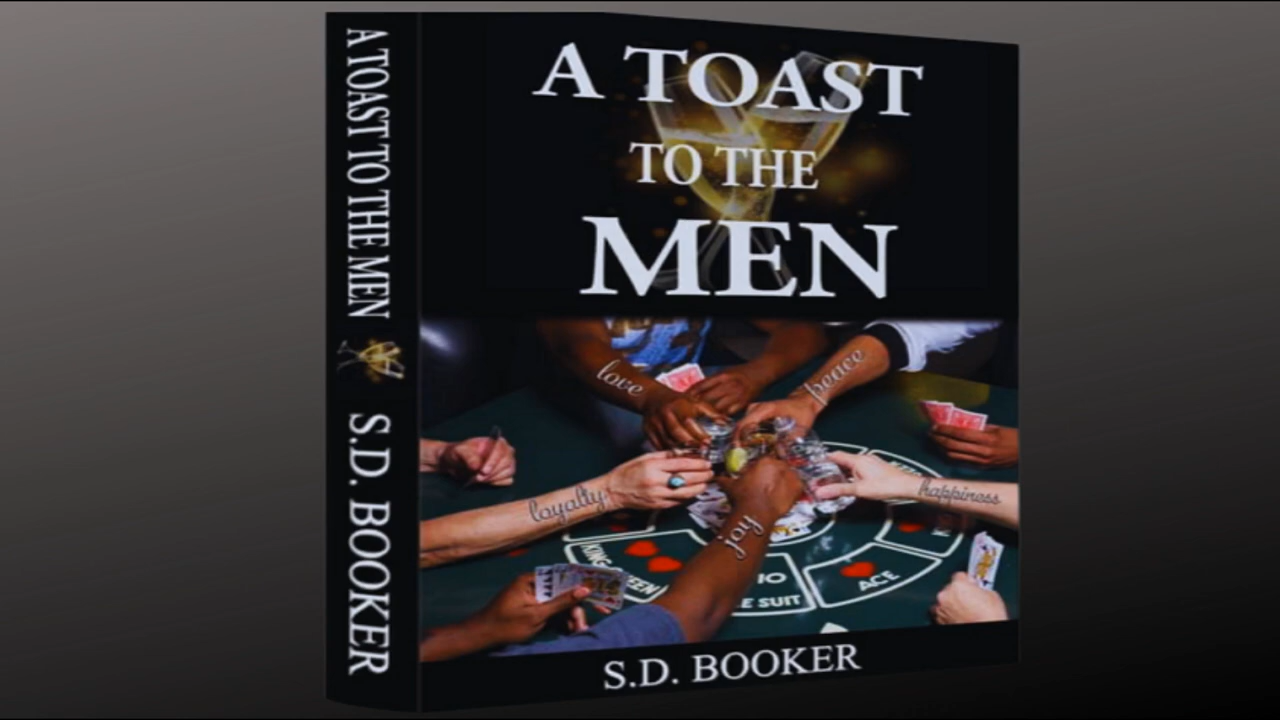 A TOAST TO THE MEN
S.D. BOOKER
A TOAST
TO THE
MEN
love
peace
loyalty
happiness
joy
ACE
S.D. BOOKER